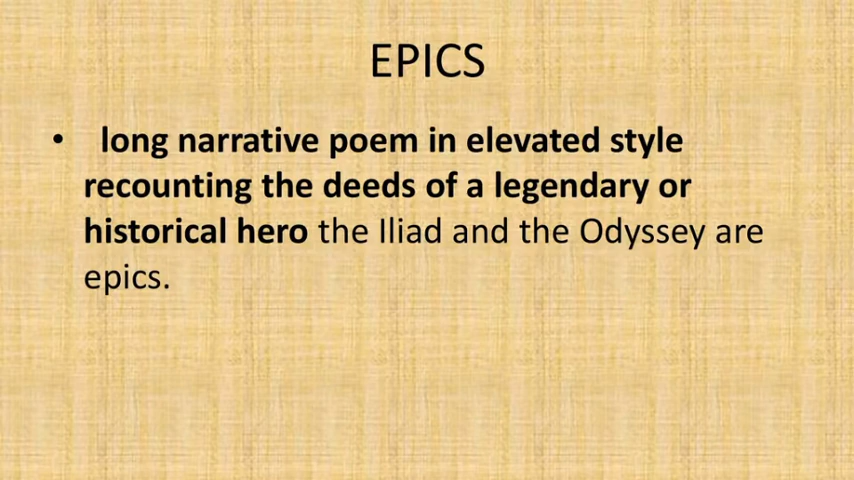 EPICS
• long narrative poem in elevated style
recounting the deeds of a legendary or
historical hero the Iliad and the Odyssey are
epics.